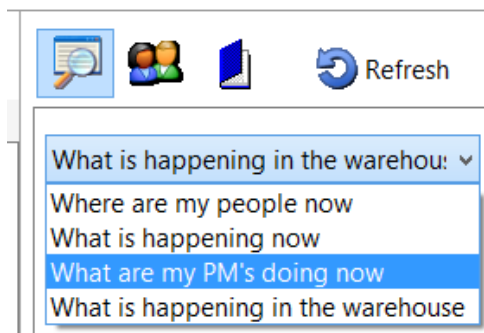 Refresh
What is happening in the warehou
Where are my people now
What is happening now
What are my PM's doing now
What is happening in the warehouse